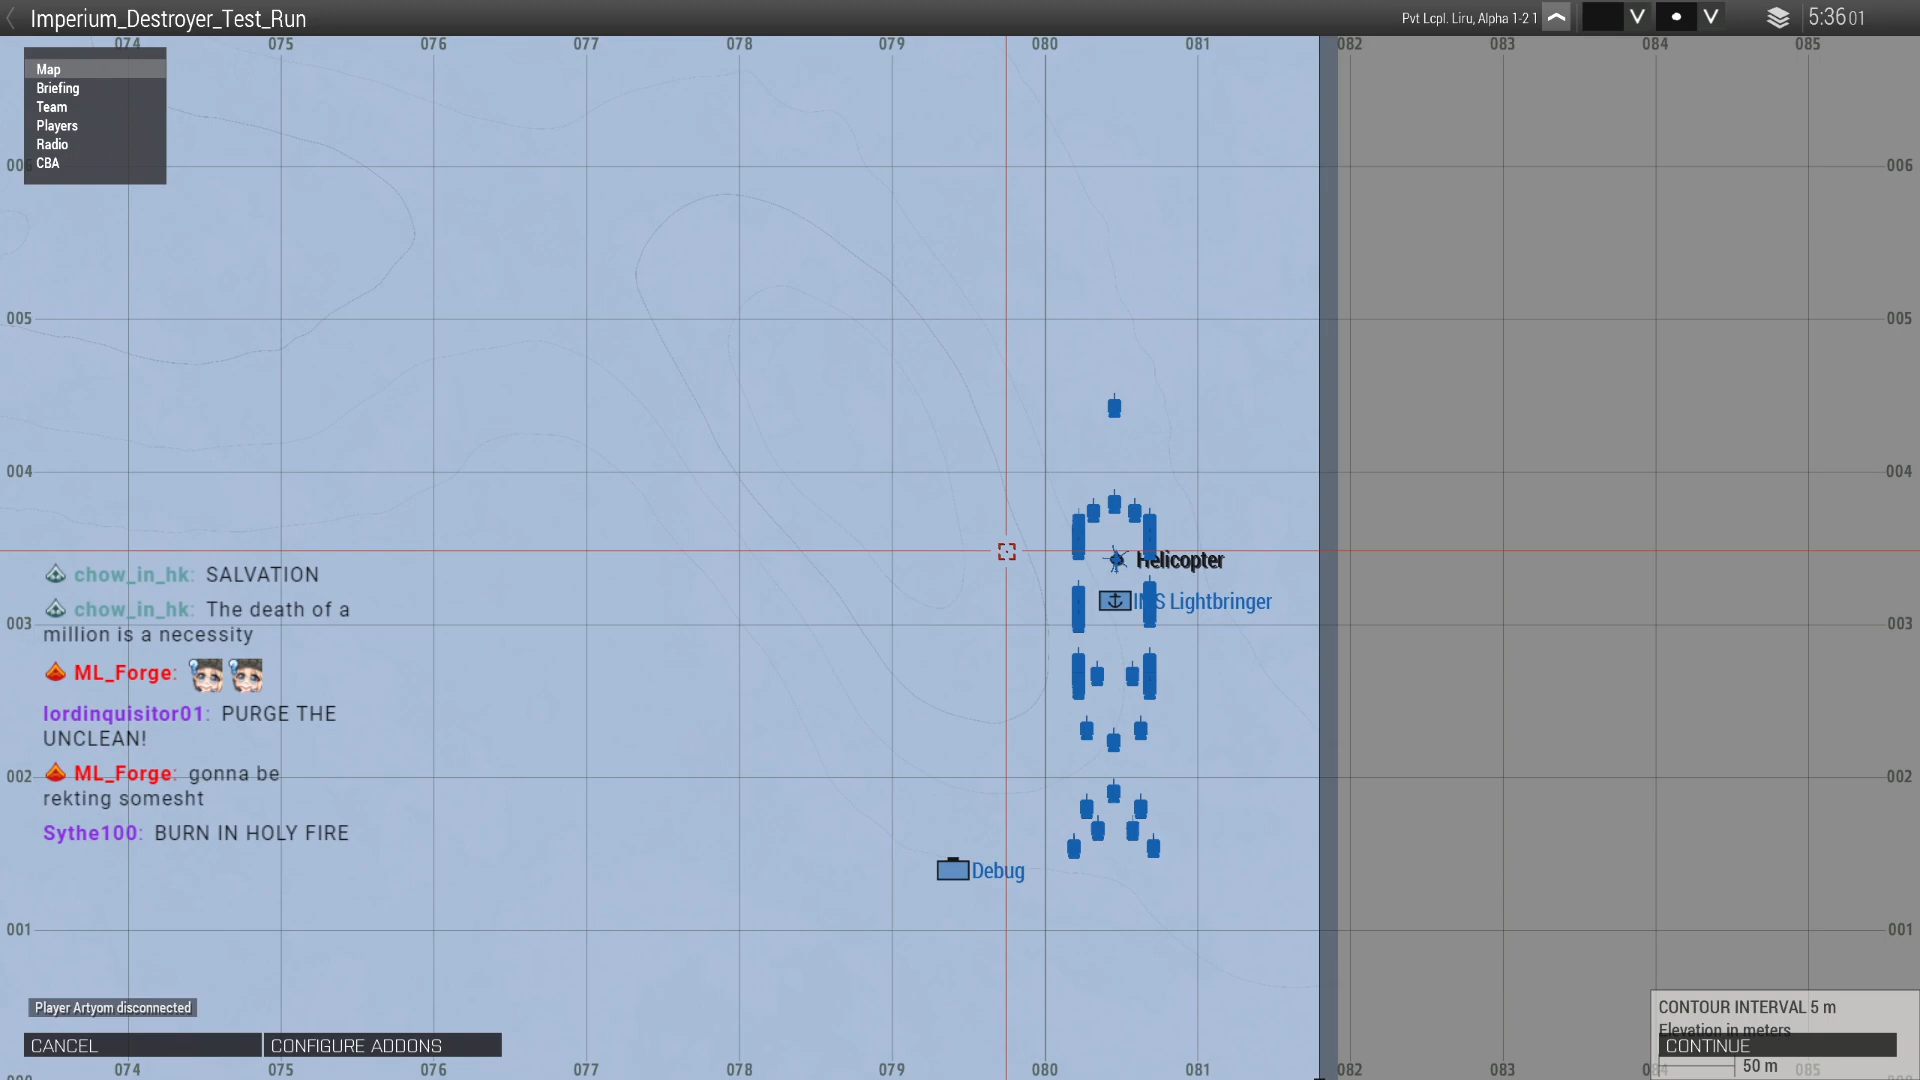 Imperium_Destroyer_Test_Run
Pvt Lcpl. Liru, Alpha 1-2 1
5:36 01
074 075 076 077 078 079 080 081 082 083 084 085
Map
Briefing
Team
Players
Radio
CBA
006 006
005 005
004 004
Helicopter
chow_in_hk: SALVATION
Lightbringer
chow_in_hk: The death of a
million is a necessity
003 003
ML_Forge:
lordinquisitor01: PURGE THE
UNCLEAN!
ML_Forge: gonna be
rekting somesht
002 002
Sythe100: BURN IN HOLY FIRE
Debug
001 001
Player Artyom disconnected
CONTOUR INTERVAL 5 m
Elevation in meters
CANCEL
CONFIGURE ADDONS
CONTINUE
50 m
074 075 076 077 078 079 080 081 082 083 084 085